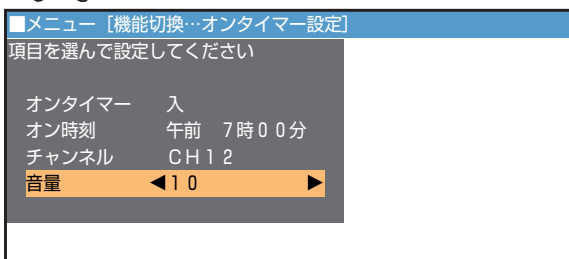 ■メニュー［機能切換…オンタイマー設定］
項目を選んで設定してください
オンタイマー　入
オン時刻　午前　７時００分
チャンネル　ＣＨ１２
音量　◀１０　▶